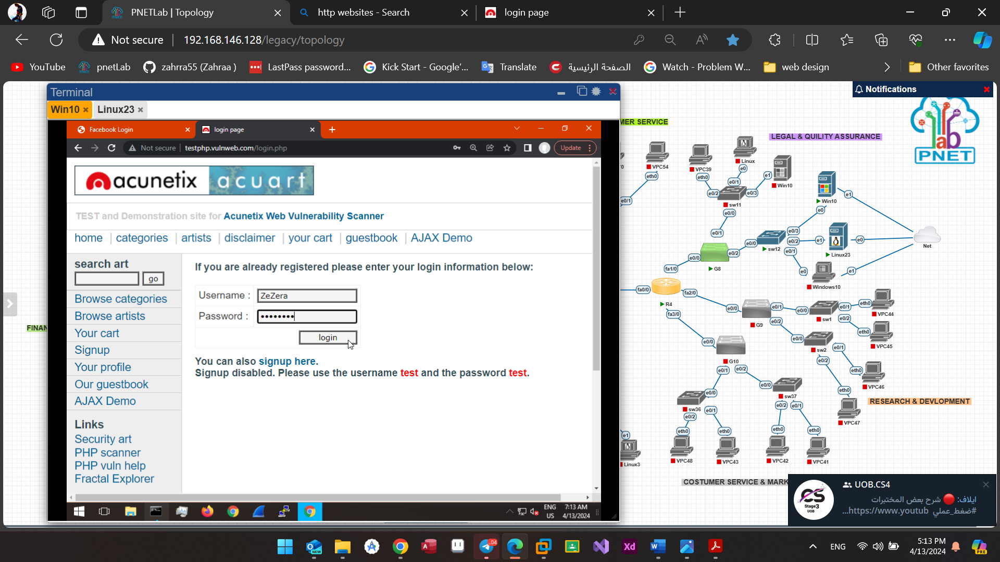 PNETLab | Topology
http websites - Search
login page
Not secure
192.168.146.128/legacy/topology
YouTube
pnetLab
zahrra55 (Zahraa )
LastPass password...
Kick Start - Google'...
Translate
الصفحة الرئيسية
Watch - Problem W...
web design
Other favorites
Terminal
Win10
Linux23
Notifications
Facebook Login
login page
Not secure
testphp.vulnweb.com/login.php
Update
acunetix acuart
TEST and Demonstration site for Acunetix Web Vulnerability Scanner
home
categories
artists
disclaimer
your cart
guestbook
AJAX Demo
search art
go
Browse categories
Browse artists
Your cart
Signup
Your profile
Our guestbook
AJAX Demo
Links
Security art
PHP scanner
PHP vuln help
Fractal Explorer
If you are already registered please enter your login information below:
Username :
ZeZera
Password :
login
You can also signup here.
Signup disabled. Please use the username test and the password test.
ENG
US
7:13 AM
4/13/2024
FINAN
MER SERVICE
LEGAL & QUILITY ASSURANCE
lab
PNET
VPC54
eth0
e0/1
VPC39
eth0
Linux
e0
e0/1
e1
Win10
e0/2
e0/3
sw11
e0/0
e0/1
Win10
e1
e0
e0/3
e0/0
e0/2
e1
e0
Net
sw12
e0/1
Linux23
e0/0
e0/2
G8
fa1/0
e0
e1
Windows10
fa0/0
fa2/0
R4
fa3/0
e0/0
e0/1
G9
e0/2
e0/0
e0/1
sw1
e0/2
eth0
VPC44
eth0
VPC45
e0/0
sw2
e0/1
e0/2
eth0
VPC46
eth0
VPC47
e0/0
G10
e0/1
e0/2
e0/0
sw37
e0/2
e0/1
e0/0
sw36
e0/1
e0/2
eth0
VPC48
eth0
VPC43
eth0
VPC42
eth0
VPC41
e1
Linux3
RESEARCH & DEVLOPMENT
COSTUMER SERVICE & MARK
CS
Stage3
UOB
UOB.CS4
ايلاف: 🔴 شرح بعض المختبرات
#ضغط_عملي https://www.youtub...
.04
NEW
Xd
ENG
5:13 PM
4/13/2024
PRE